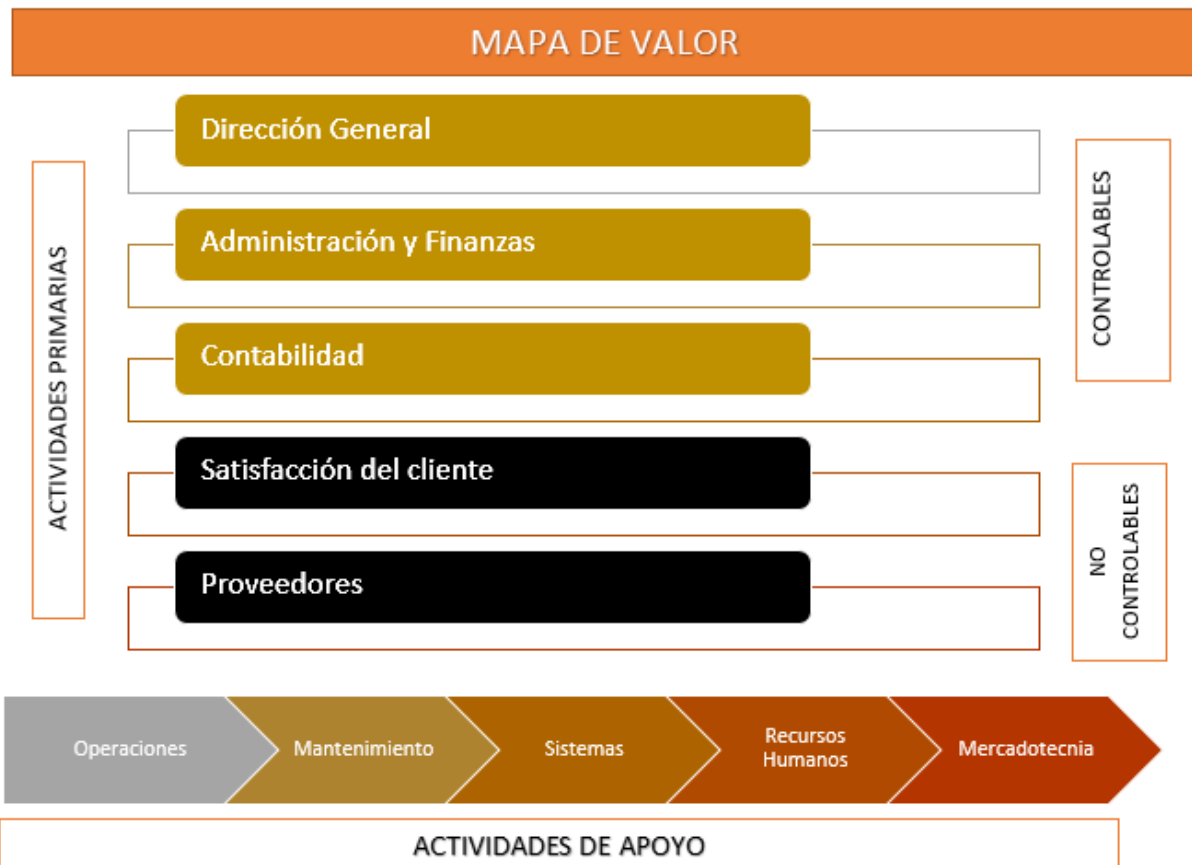 MAPA DE VALOR
ACTIVIDADES PRIMARIAS
Dirección General
Administración y Finanzas
Contabilidad
Satisfacción del cliente
Proveedores
CONTROLABLES
NO
CONTROLABLES
Operaciones
Mantenimiento
Sistemas
Recursos
Humanos
Mercadotecnia
ACTIVIDADES DE APOYO